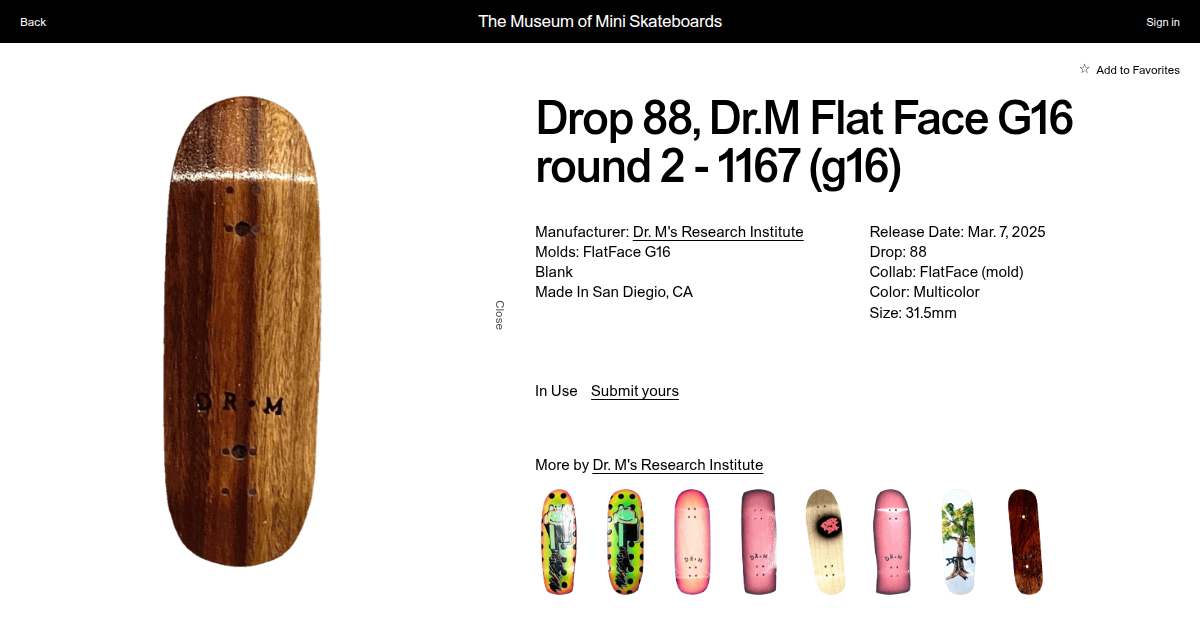 Back
The Museum of Mini Skateboards
Sign in
☆ Add to Favorites
Drop 88, Dr.M Flat Face G16
round 2 - 1167 (g16)
Manufacturer: Dr. M's Research Institute
Molds: FlatFace G16
Blank
Made In San Diegio, CA
Release Date: Mar. 7, 2025
Drop: 88
Collab: FlatFace (mold)
Color: Multicolor
Size: 31.5mm
Close
DR•M
In Use Submit yours
More by Dr. M's Research Institute
DR•M
DR•M
DR•M